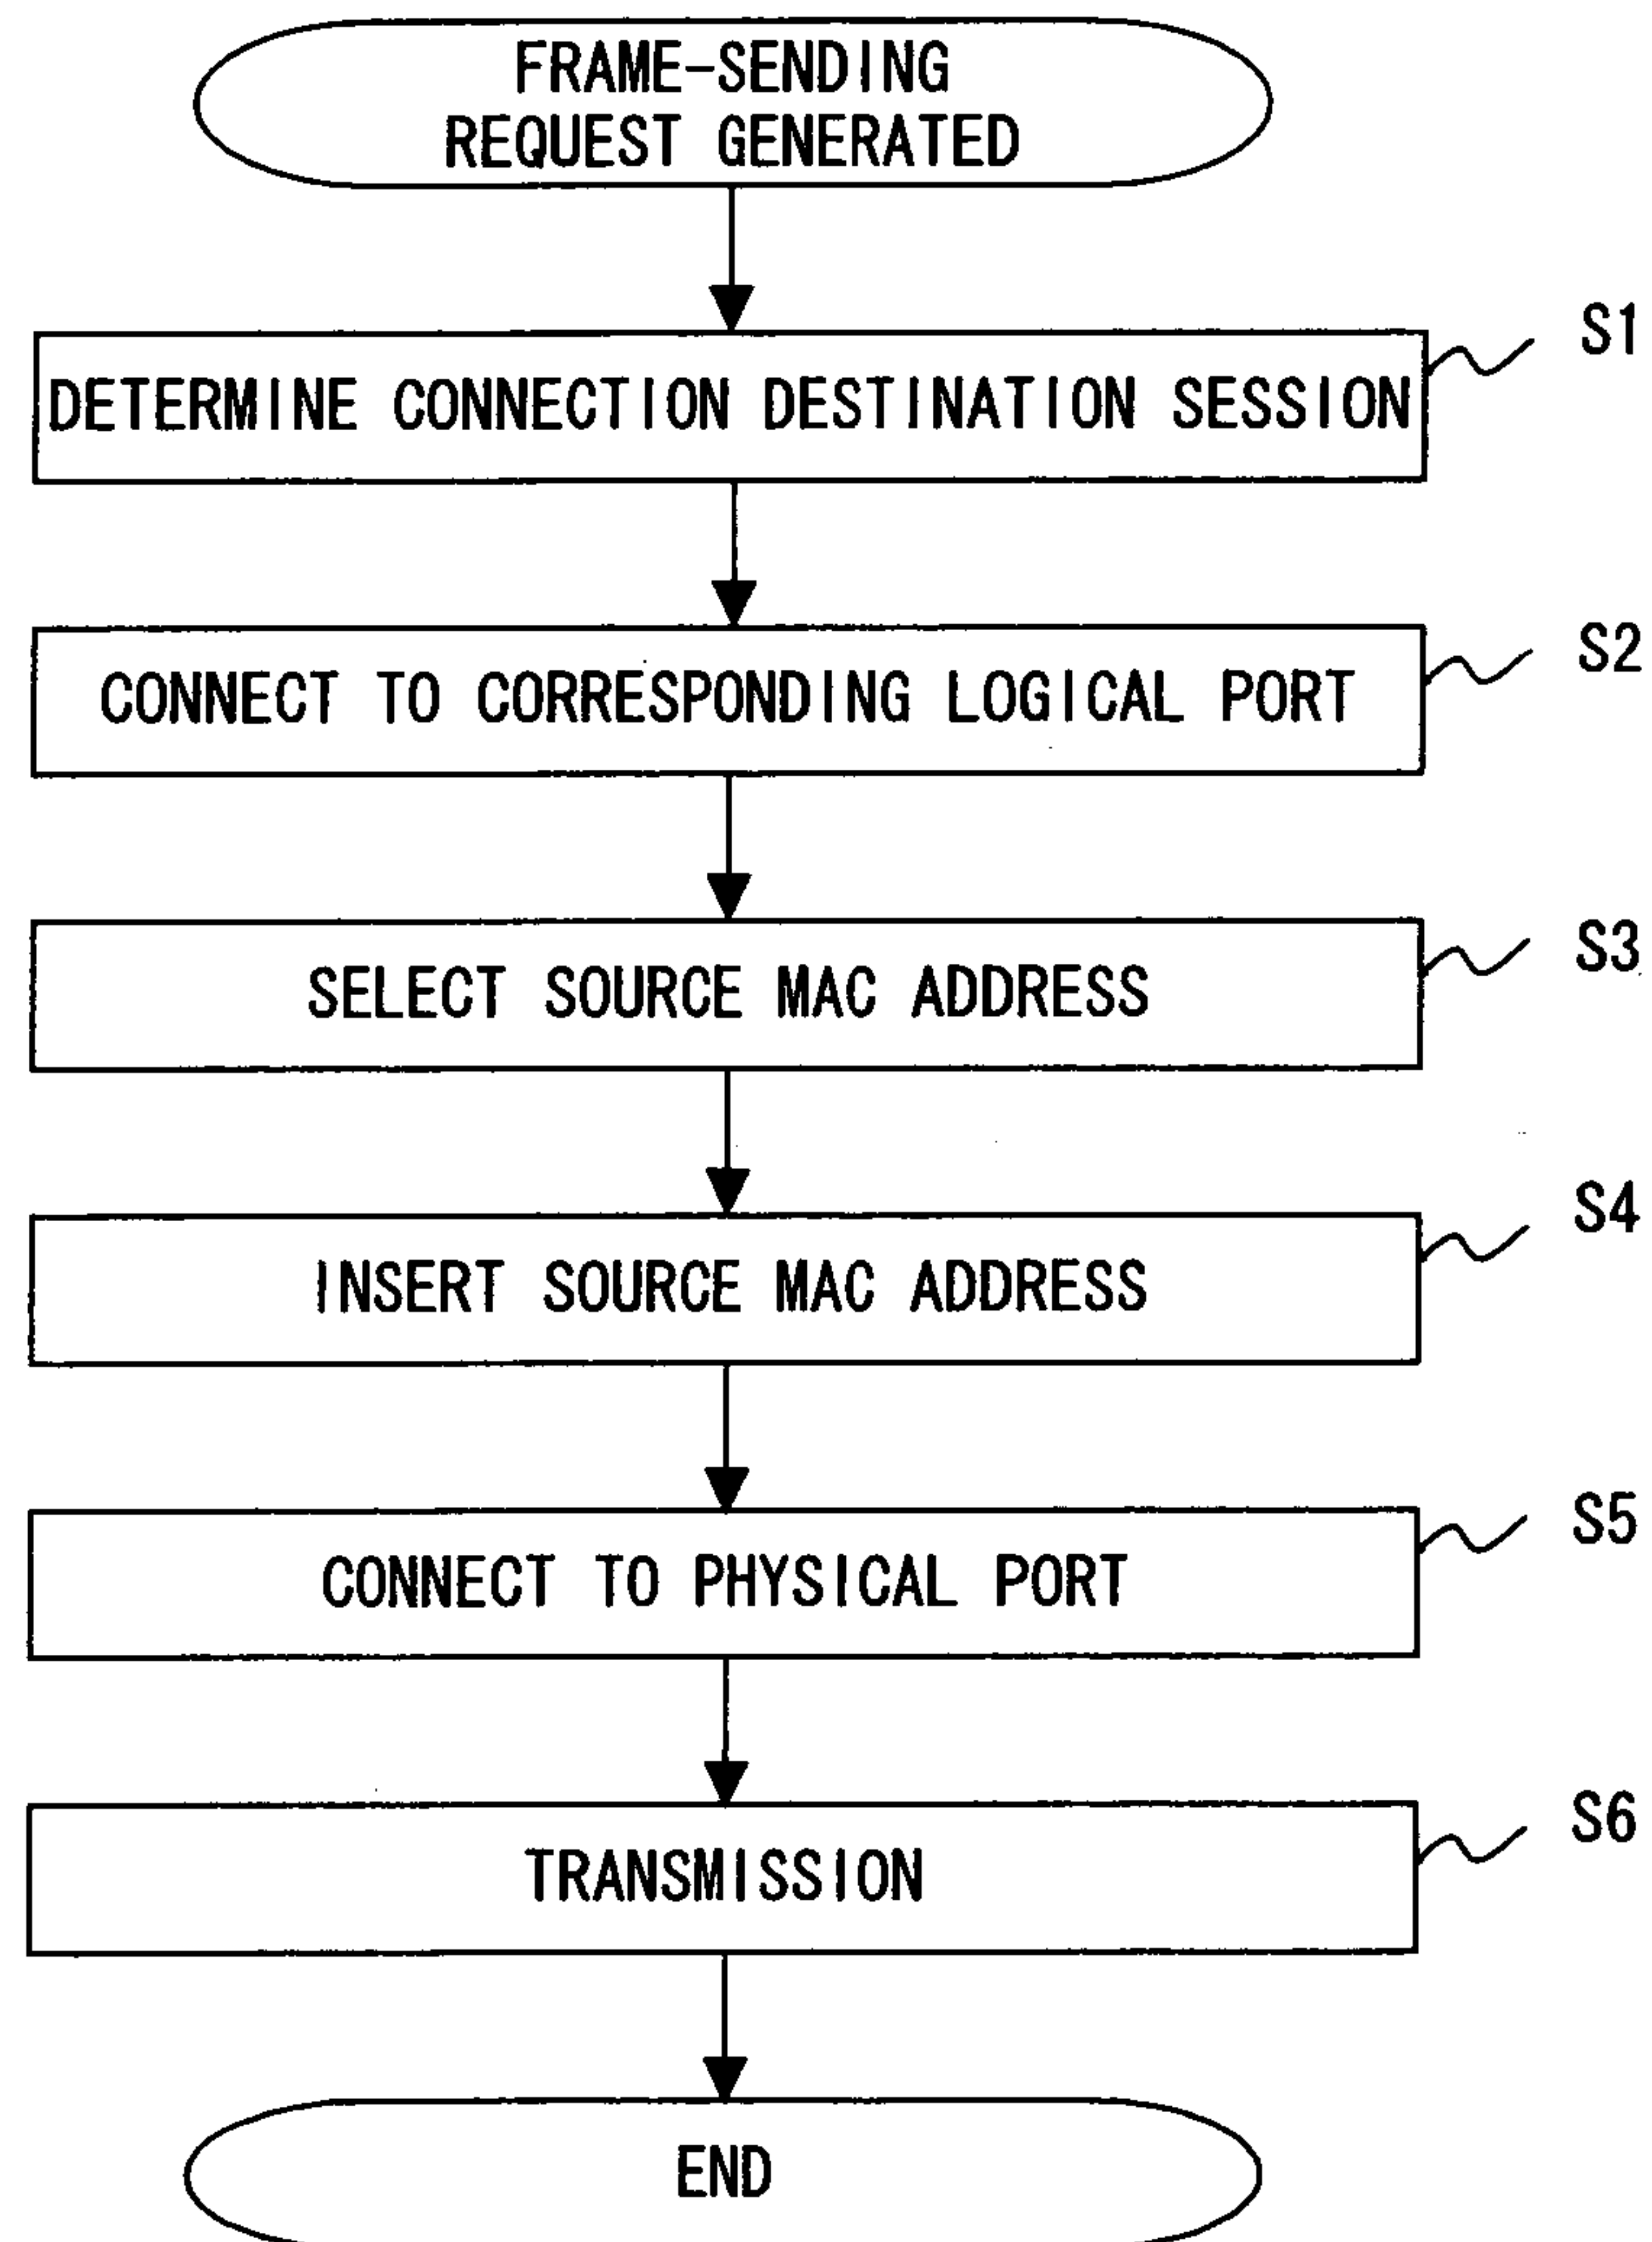 FRAME-SENDING
REQUEST GENERATED
S1
DETERMINE CONNECTION DESTINATION SESSION
S2
CONNECT TO CORRESPONDING LOGICAL PORT
S3
SELECT SOURCE MAC ADDRESS
S4
INSERT SOURCE MAC ADDRESS
S5
CONNECT TO PHYSICAL PORT
S6
TRANSMISSION
END